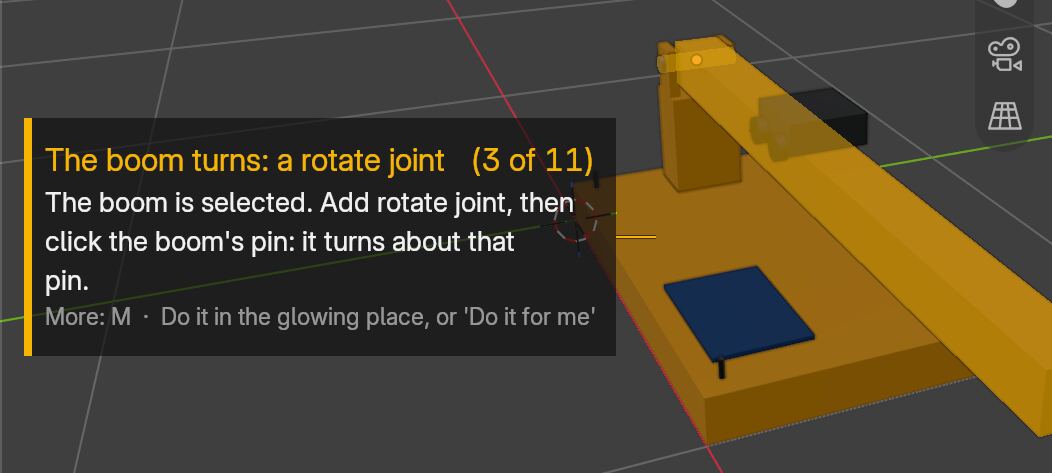 The boom turns: a rotate joint (3 of 11)
The boom is selected. Add rotate joint, then
click the boom's pin: it turns about that
pin.
More: M · Do it in the glowing place, or 'Do it for me'